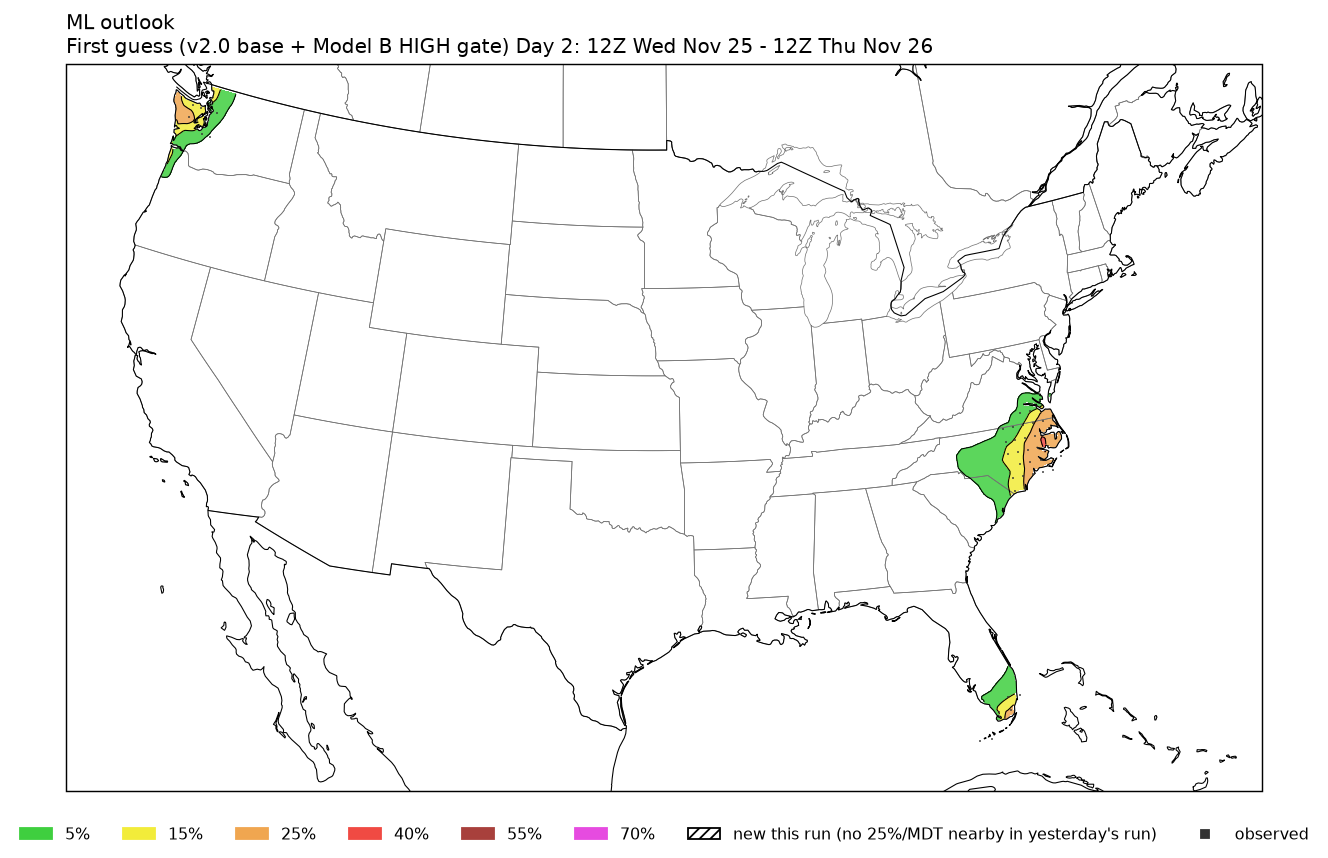 ML outlook
First guess (v2.0 base + Model B HIGH gate) Day 2: 12Z Wed Nov 25 - 12Z Thu Nov 26
5% 15% 25% 40% 55% 70% new this run (no 25%/MDT nearby in yesterday's run) observed